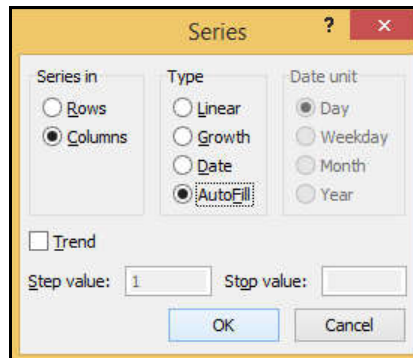 Series ? ×
Series in Type Date unit
Rows Linear Day
Columns Growth Weekday
Date Month
AutoFill Year
Trend
Step value: 1 Stop value:
OK Cancel